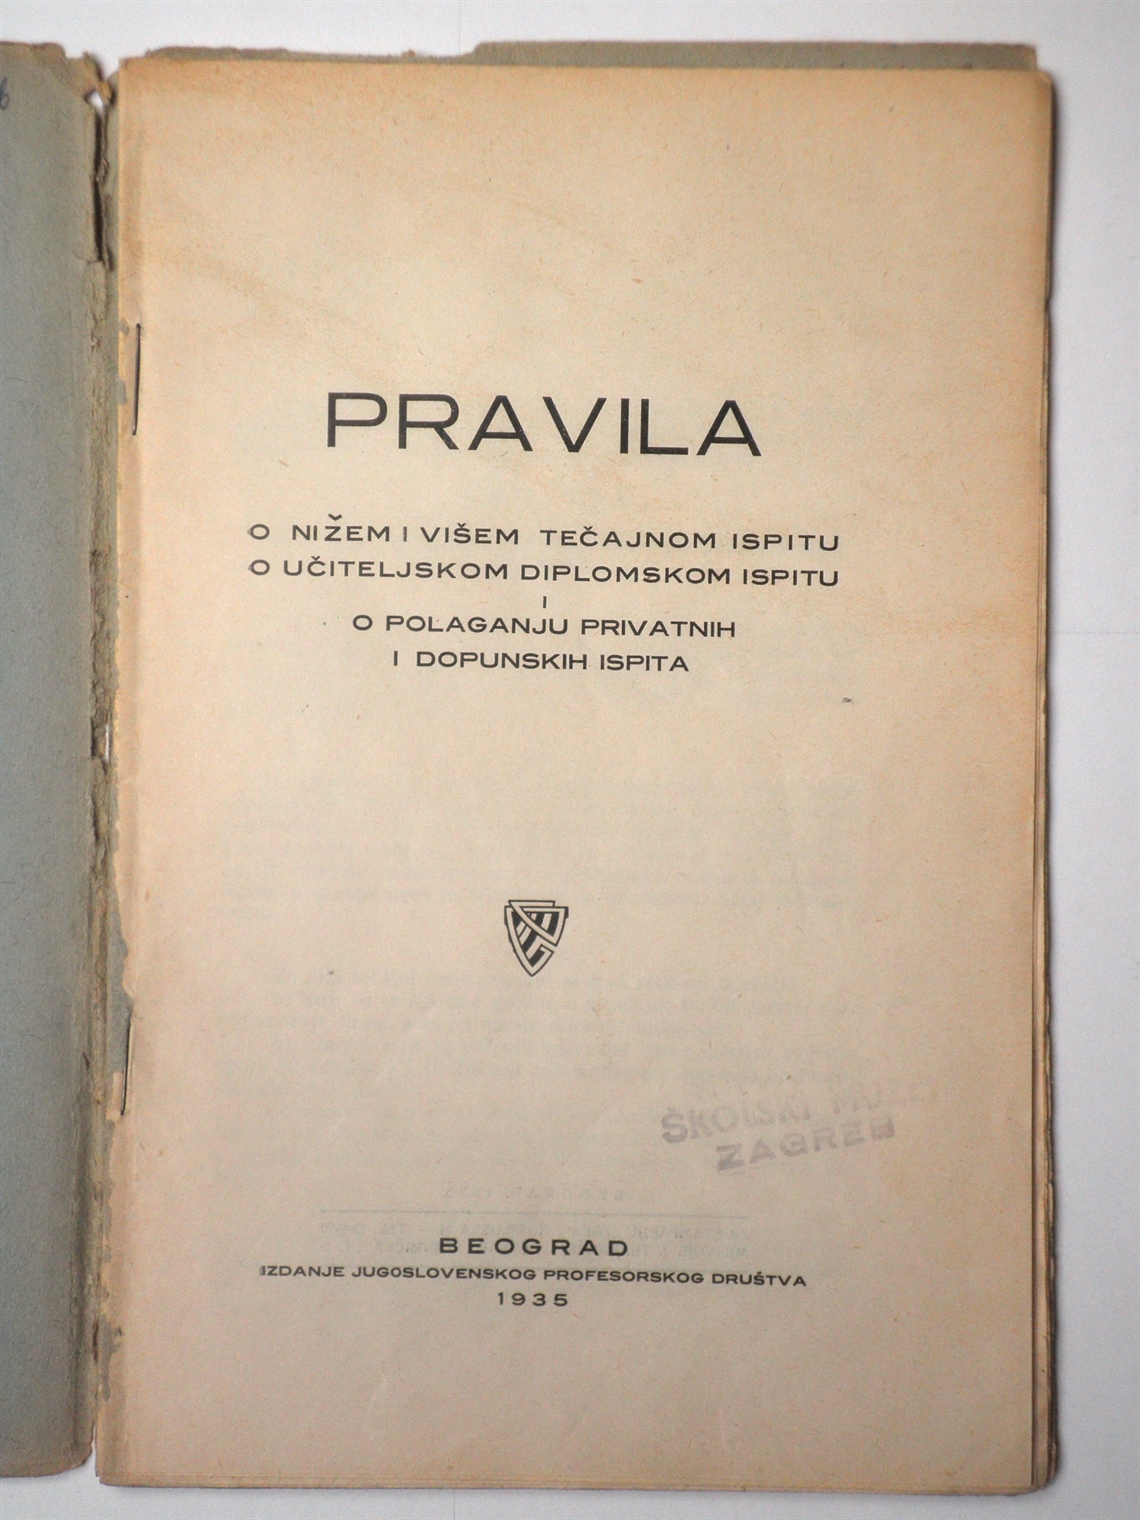 PRAVILA
O NIŽEM I VIŠEM TEČAJNOM ISPITU
O UČITELJSKOM DIPLOMSKOM ISPITU
I
O POLAGANJU PRIVATNIH
I DOPUNSKIH ISPITA
ŠKOLSKI MUZEJ
ZAGREB
BEOGRAD
IZDANJE JUGOSLOVENSKOG PROFESORSKOG DRUŠTVA
1935